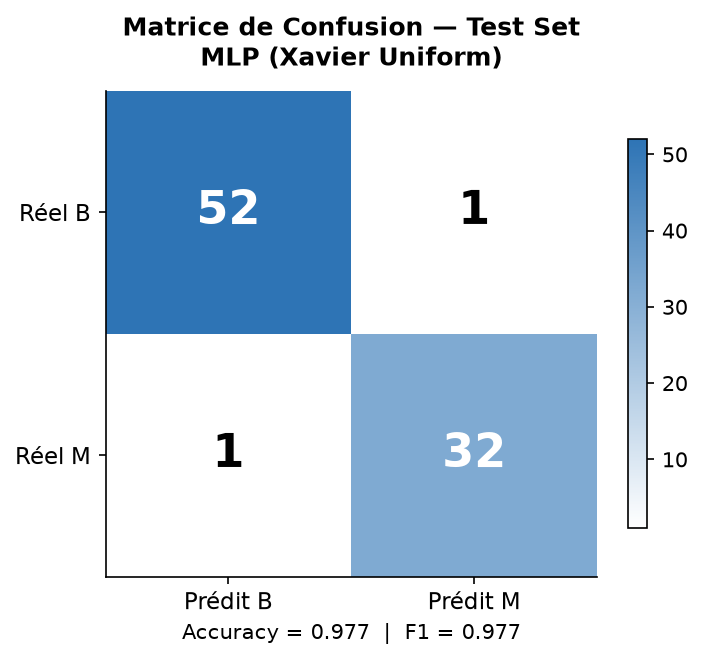 Matrice de Confusion — Test Set
MLP (Xavier Uniform)
Réel B
52
1
Réel M
1
32
Prédit B
Prédit M
Accuracy = 0.977 | F1 = 0.977
50
40
30
20
10